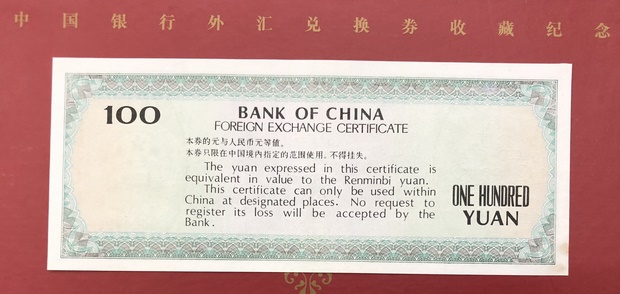 中国银行外汇兑换券收藏纪念
100
BANK OF CHINA
FOREIGN EXCHANGE CERTIFICATE
本券的元与人民币元等值。
本券只限在中国境内指定的范围使用,不得挂失。
The yuan expressed in this certificate is
equivalent in value to the Renminbi yuan.
This certificate can only be used within
China at designated places. No request to
register its loss will be accepted by the
Bank.
ONE HUNDRED
YUAN